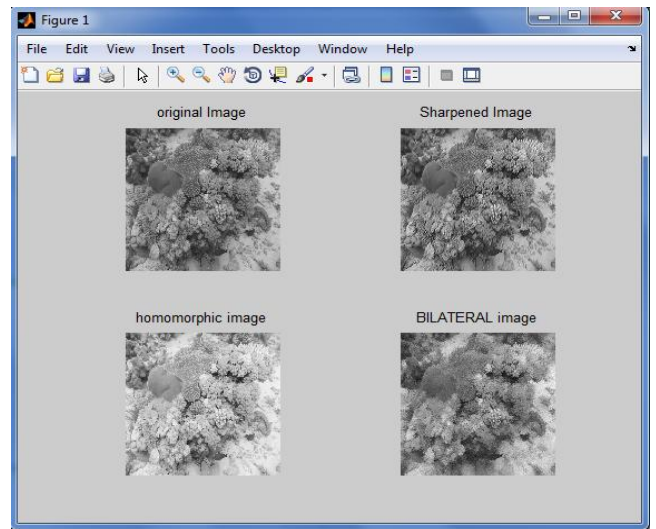 Figure 1
File Edit View Insert Tools Desktop Window Help
original Image
Sharpened Image
homomorphic image
BILATERAL image